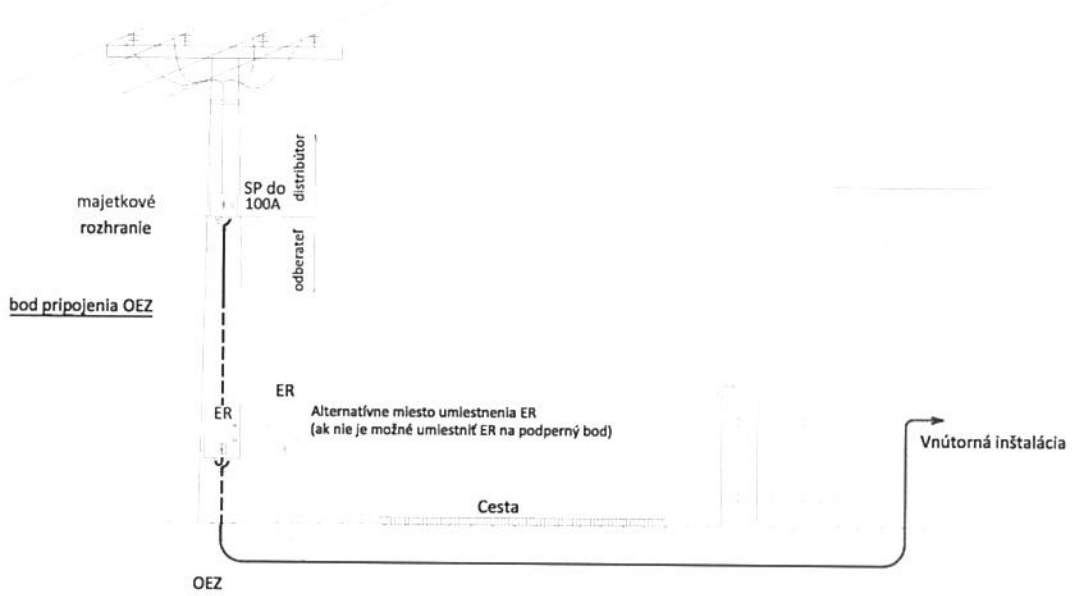 distribútor
SP do
100A
majetkové
rozhranie
odberateľ
bod pripojenia OEZ
ER
ER
Alternatívne miesto umiestnenia ER
(ak nie je možné umiestniť ER na podperný bod)
Vnútorná inštalácia
Cesta
OEZ